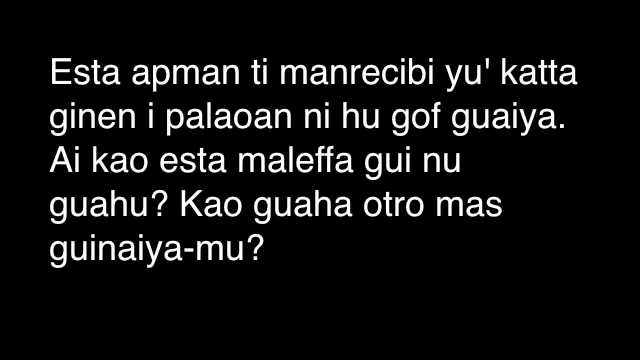 Esta apman ti manrecibi yu' katta
ginen i palaoan ni hu gof guaiya.
Ai kao esta maleffa gui nu
guahu? Kao guaha otro mas
guinaiya-mu?